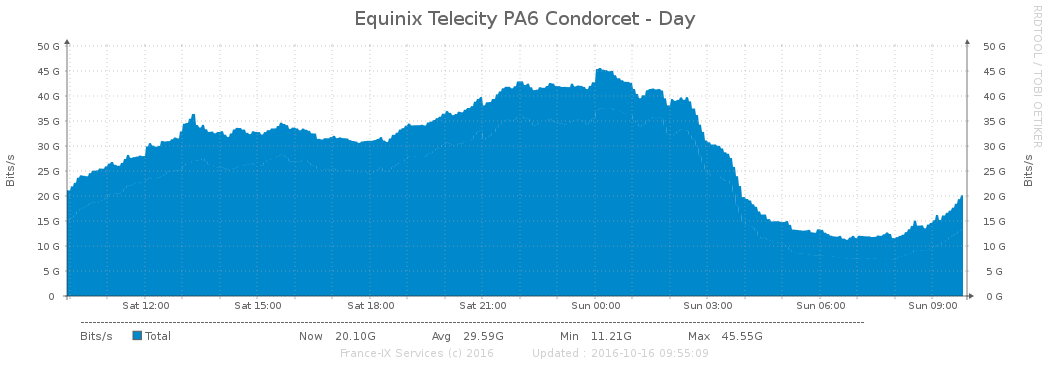 Equinix Telecity PA6 Condorcet - Day
RRDTOOL / TOBI OETIKER
Bits/s
50 G 50 G
45 G 45 G
40 G 40 G
35 G 35 G
30 G 30 G
25 G 25 G
20 G 20 G
15 G 15 G
10 G 10 G
5 G 5 G
0 0 G
Bits/s
Sat 12:00 Sat 15:00 Sat 18:00 Sat 21:00 Sun 00:00 Sun 03:00 Sun 06:00 Sun 09:00
Bits/s Total Now 20.10G Avg 29.59G Min 11.21G Max 45.55G
France-IX Services (c) 2016 Updated : 2016-10-16 09:55:09